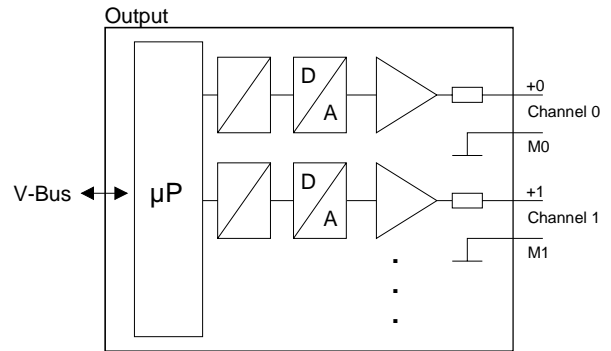 Output
D
A
+0
Channel 0
M0
V-Bus
µP
D
A
+1
Channel 1
M1